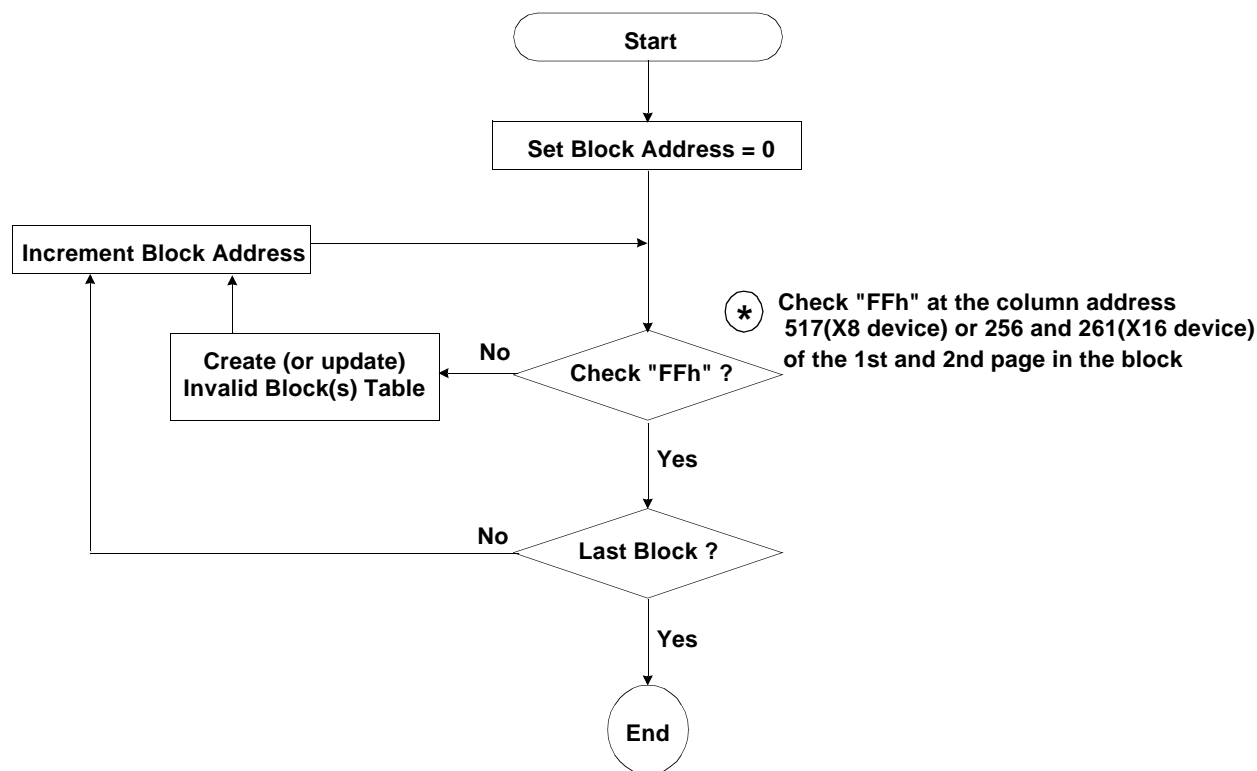 Start
Set Block Address = 0
Increment Block Address
*
Check "FFh" at the column address
517(X8 device) or 256 and 261(X16 device)
of the 1st and 2nd page in the block
Create (or update)
Invalid Block(s) Table
No
Check "FFh" ?
Yes
No
Last Block ?
Yes
End